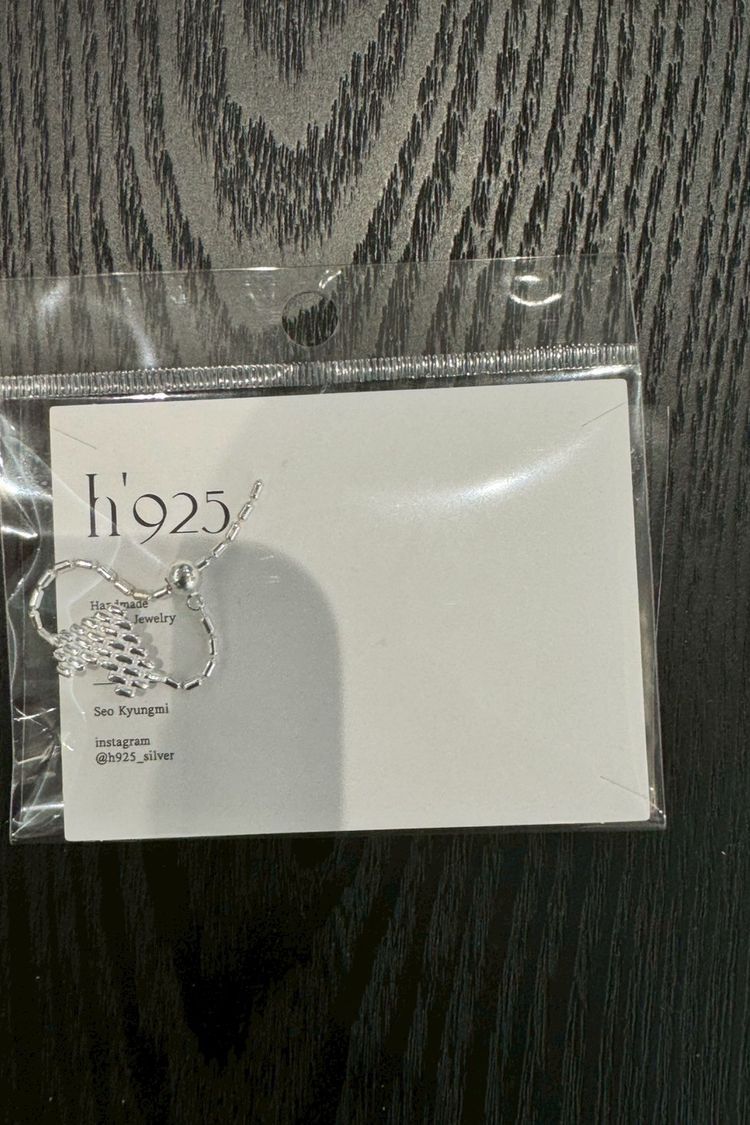 h'925
Handmade
Jewelry
Seo Kyungmi
instagram
@h925_silver